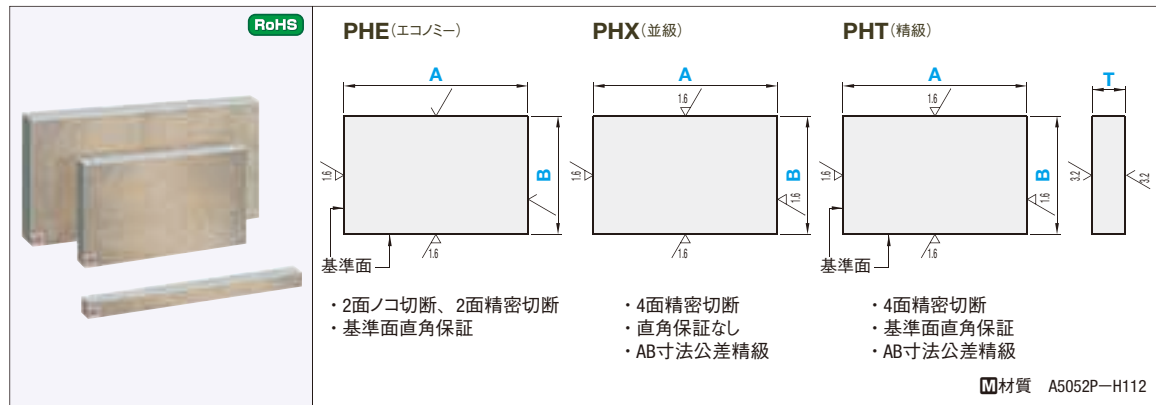 RoHS
PHE(エコノミー)
PHX(並級)
PHT(精級)
A
A
A
T
1.6
1.6
B
B
B
1.6
1.6
1.6
1.6
1.6
3.2
3.2
1.6
1.6
1.6
基準面
基準面
・2面ノコ切断、2面精密切断
・基準面直角保証
・4面精密切断
・直角保証なし
・AB寸法公差精級
・4面精密切断
・基準面直角保証
・AB寸法公差精級
M材質 A5052P−H112